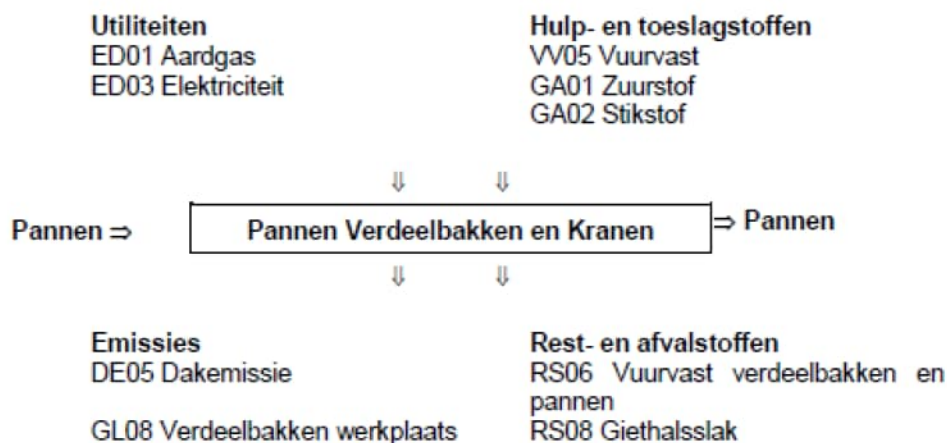 Utiliteiten
ED01 Aardgas
ED03 Elektriciteit
Hulp- en toeslagstoffen
VV05 Vuurvast
GA01 Zuurstof
GA02 Stikstof
⇓ ⇓
Pannen ⇒ Pannen Verdeelbakken en Kranen ⇒ Pannen
⇓ ⇓
Emissies
DE05 Dakemissie
GL08 Verdeelbakken werkplaats
Rest- en afvalstoffen
RS06 Vuurvast verdeelbakken en
pannen
RS08 Giethalsslak